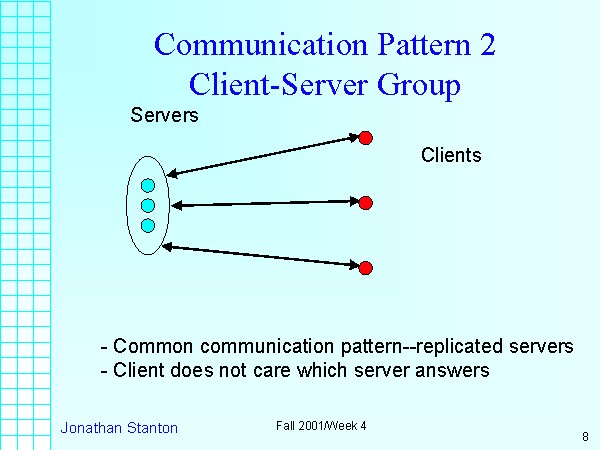 Communication Pattern 2
Client-Server Group
Servers
Clients
- Common communication pattern--replicated servers
- Client does not care which server answers
Jonathan Stanton
Fall 2001/Week 4
8